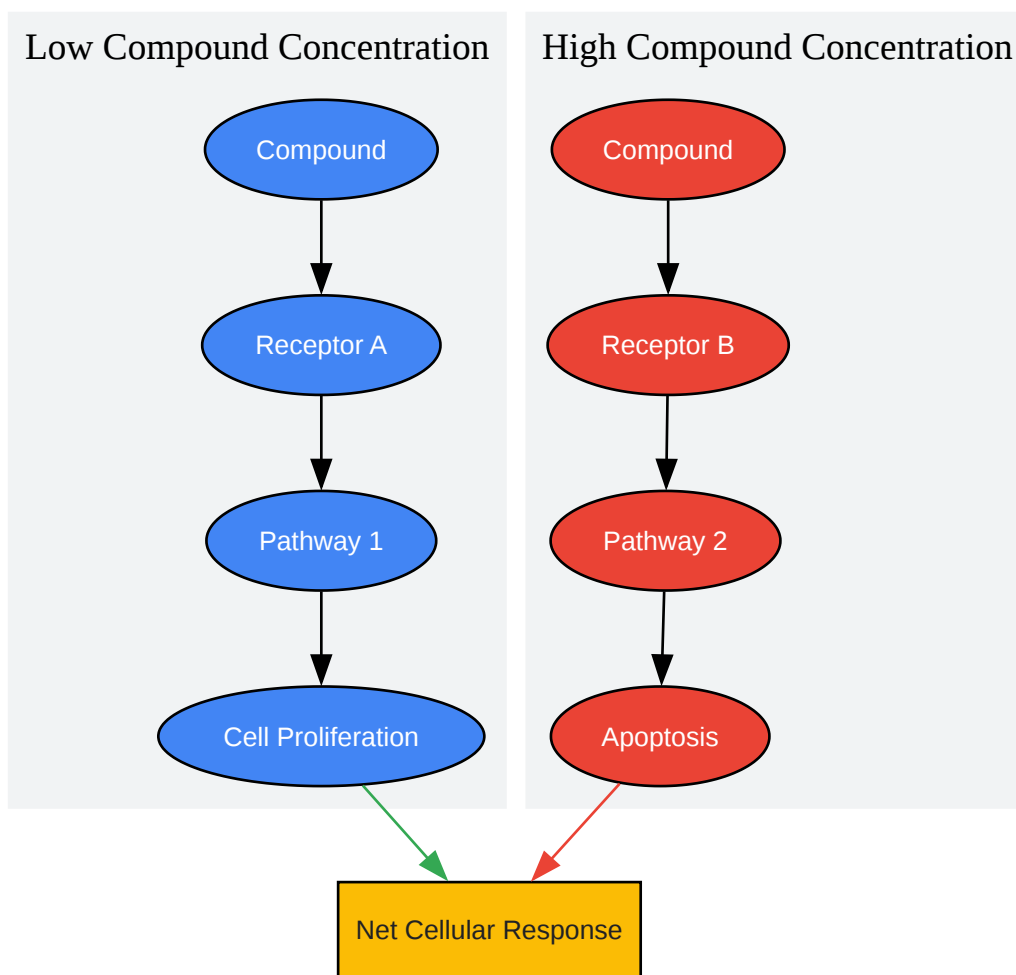 Low Compound Concentration
Compound
Receptor A
Pathway 1
Cell Proliferation
High Compound Concentration
Compound
Receptor B
Pathway 2
Apoptosis
Net Cellular Response